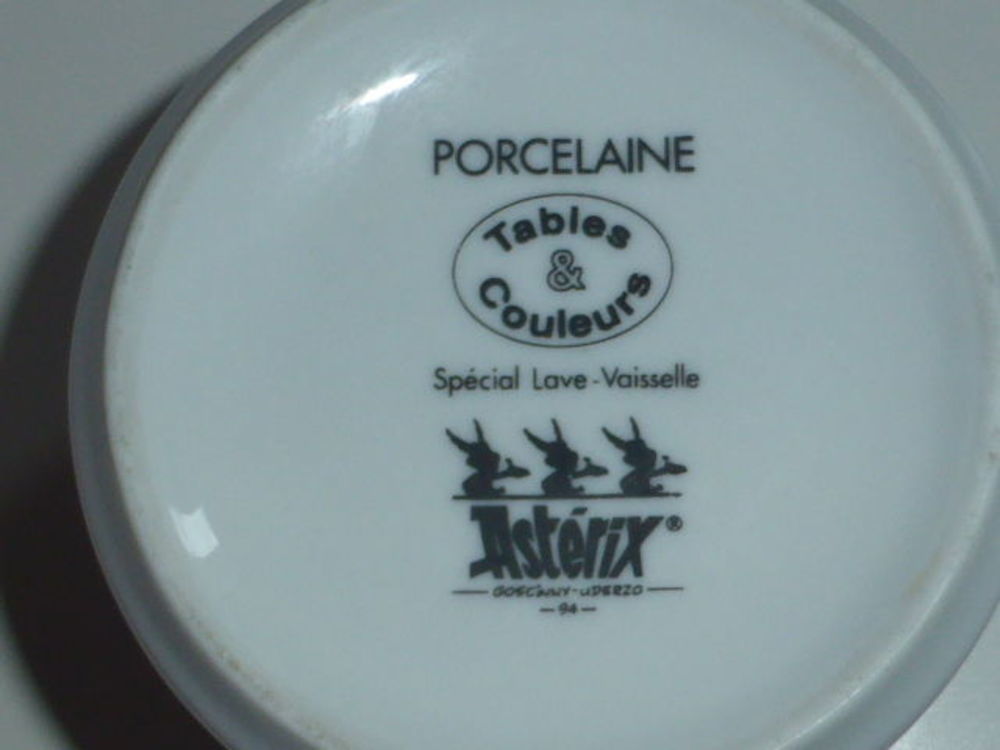 PORCELAINE
Tables
&
Couleurs
Spécial Lave-Vaisselle
Astérix®
GOSCINNY-UDERZO
— 94 —